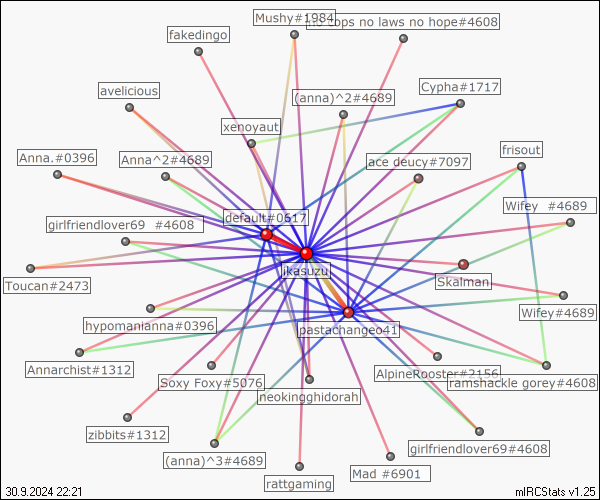 Mushy#1984
no cops no laws no hope#4608
fakedingo
avelicious
(anna)^2#4689
Cypha#1717
xenoyaut
frisout
Anna.#0396
Anna^2#4689
ace deucy#7097
Wifey #4689
girlfriendlover69 #4608
default#0617
ikasuzu
Skalman
Toucan#2473
Wifey#4689
hypomanianna#0396
pastachangeo41
Annarchist#1312
Soxy Foxy#5076
AlpineRooster#2156
ramshackle gorey#4608
neokingghidorah
zibbits#1312
(anna)^3#4689
girlfriendlover69#4608
rattgaming
Mad #6901
30.9.2024 22:21
mIRCStats v1.25